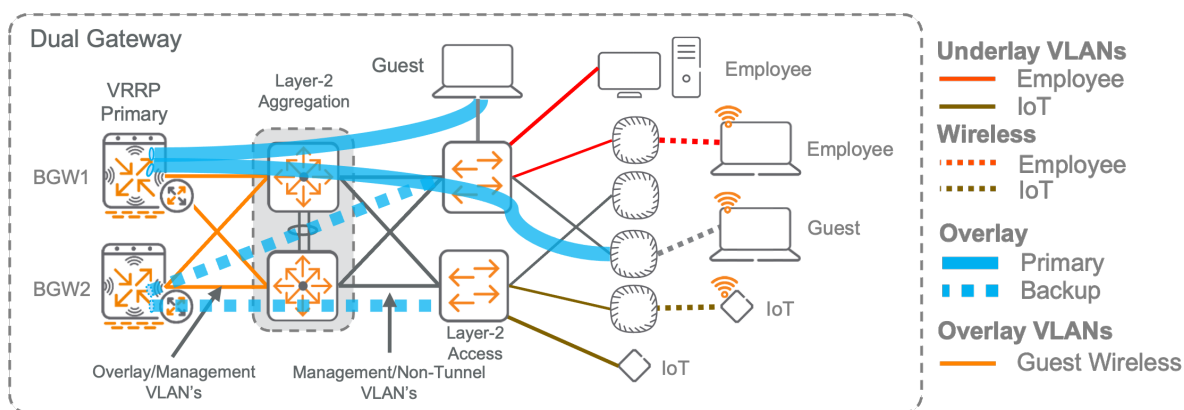 Dual Gateway
VRRP
Primary
Layer-2
Aggregation
Guest
Employee
BGW1
Employee
Guest
BGW2
IoT
Layer-2
Access
IoT
Overlay/Management
VLAN's
Management/Non-Tunnel
VLAN's
Underlay VLANs
Employee
IoT
Wireless
Employee
IoT
Overlay
Primary
Backup
Overlay VLANs
Guest Wireless